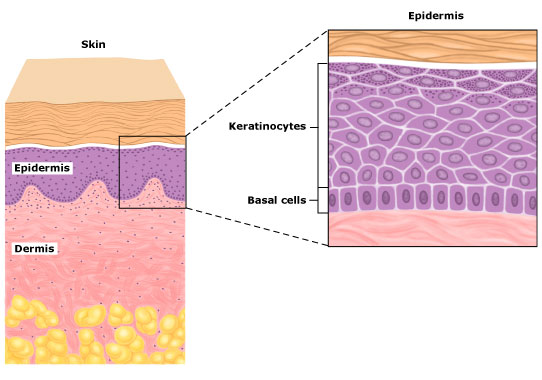 Skin
Epidermis
Dermis
Epidermis
Keratinocytes
Basal cells